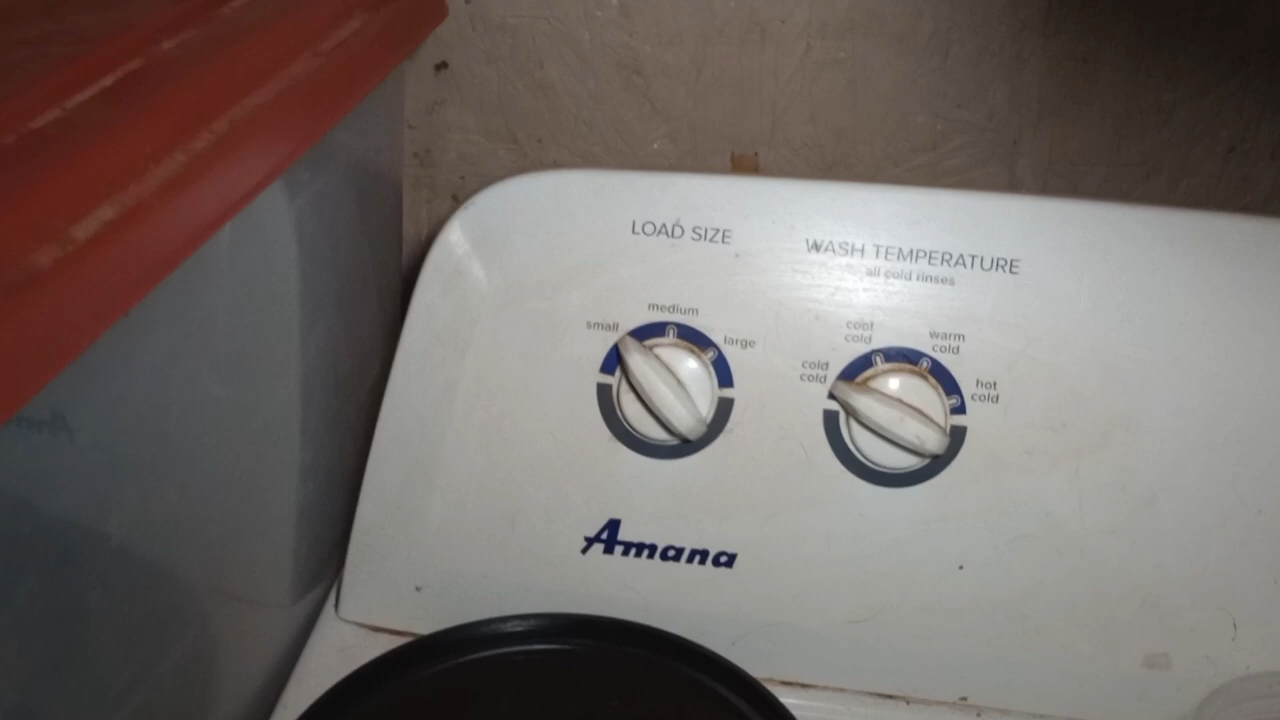 LOAD SIZE
small
medium
large
WASH TEMPERATURE
all cold rinses
cold
cold
cool
cold
warm
cold
hot
cold
Amana